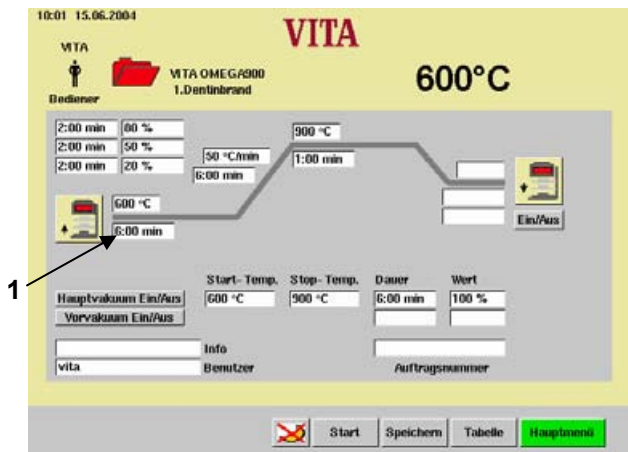 10:01 15.06.2004
VITA
VITA
VITA OMEGA900
1.Dentinbrand
600°C
Bediener
2:00 min 80 %
2:00 min 50 %
2:00 min 20 %
50 °C/min
6:00 min
900 °C
1:00 min
600 °C
6:00 min
Ein/Aus
1
Start-Temp. Stop-Temp. Dauer Wert
Hauptvakuum Ein/Aus 600 °C 900 °C 6:00 min 100 %
Vorvakuum Ein/Aus
Info
vita Benutzer Auftragsnummer
Start Speichern Tabelle Hauptmenü